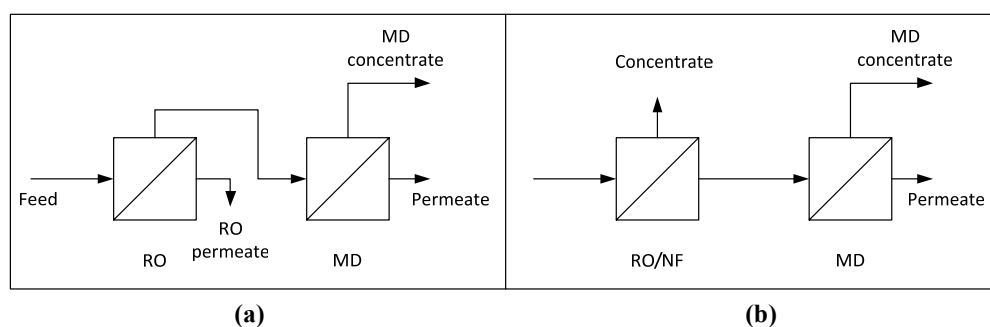 MD
concentrate
Feed
RO
permeate
Permeate
RO
MD
(a)
MD
concentrate
Concentrate
Permeate
RO/NF
MD
(b)